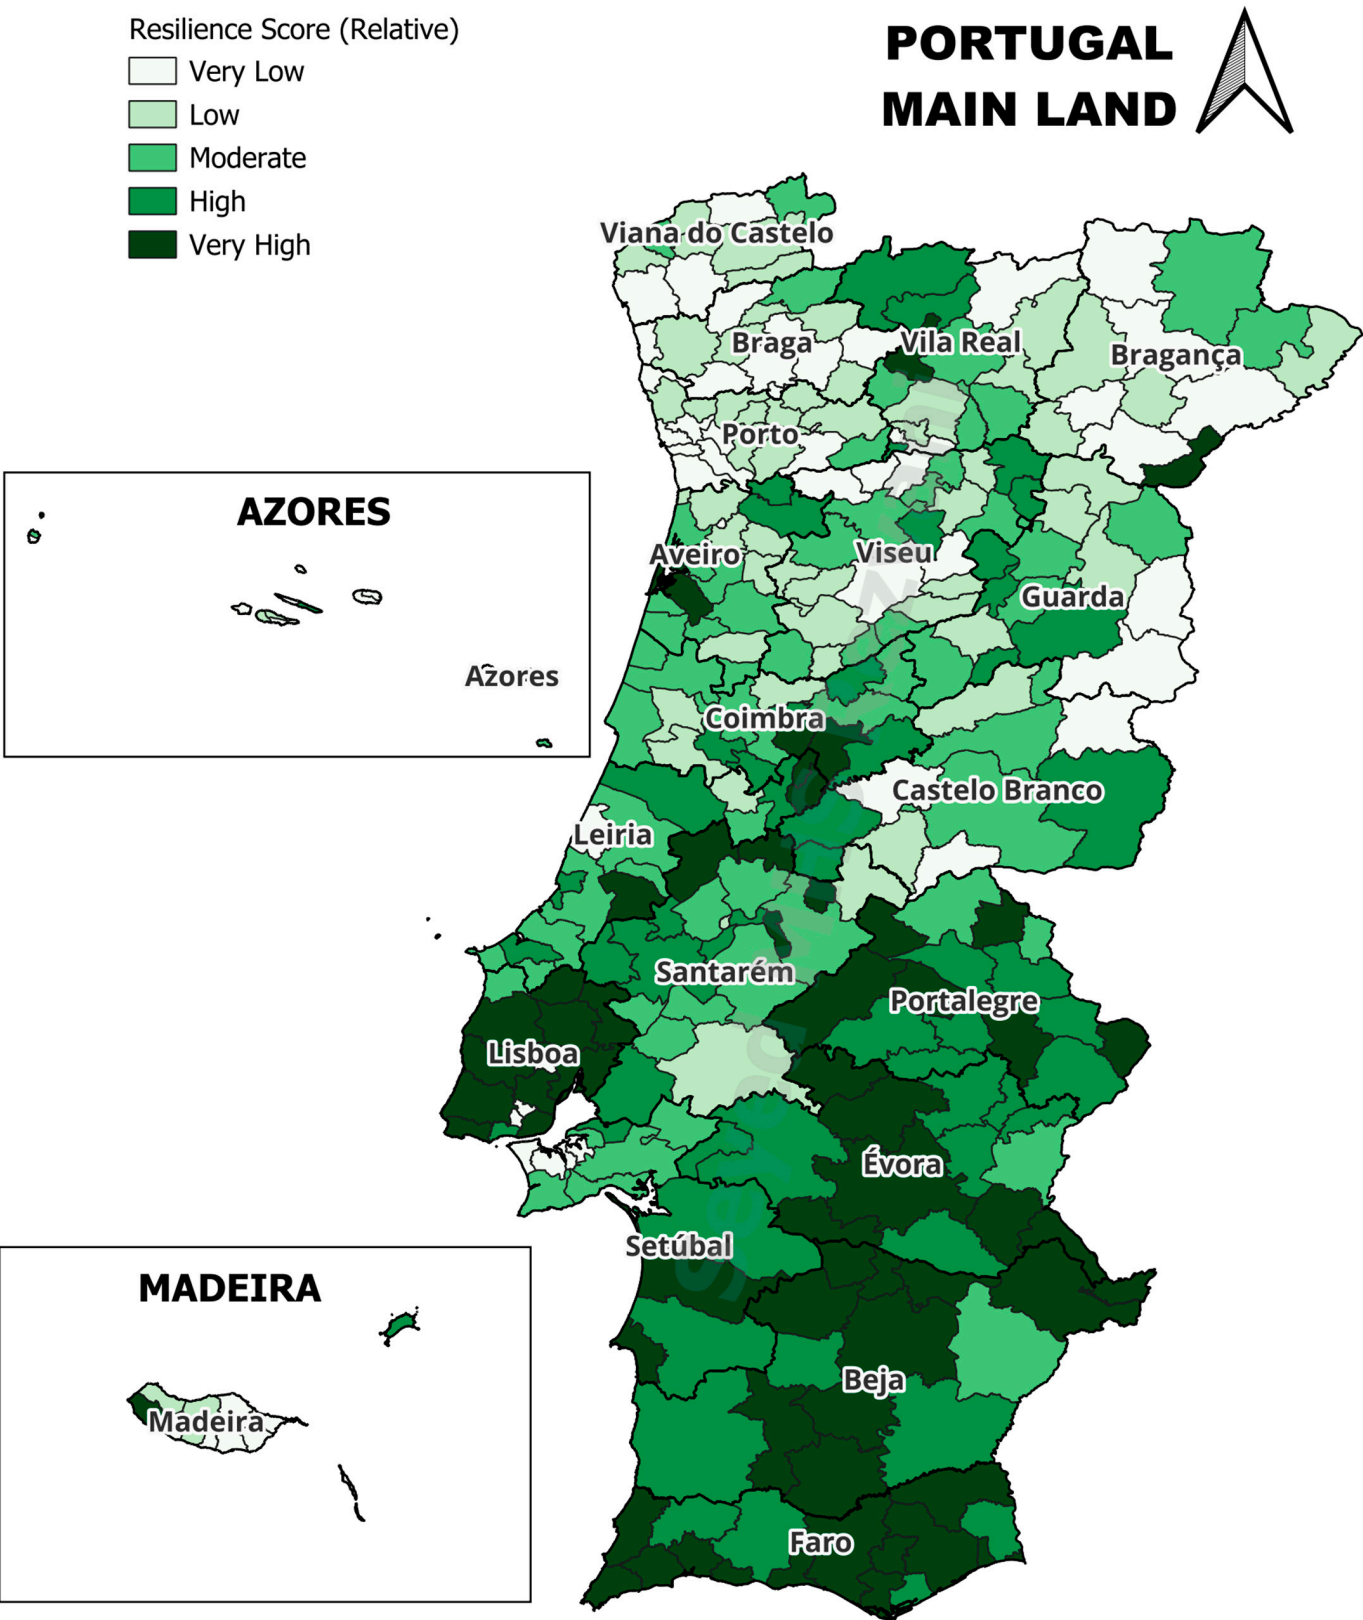 Resilience Score (Relative)
Very Low
Low
Moderate
High
Very High
PORTUGAL
MAIN LAND
Viana do Castelo
Braga
Vila Real
Bragança
Porto
AZORES
Aveiro
Viseu
Guarda
Azores
Coimbra
Castelo Branco
Leiria
Santarém
Portalegre
Lisboa
Évora
Setúbal
MADEIRA
Beja
Madeira
Faro